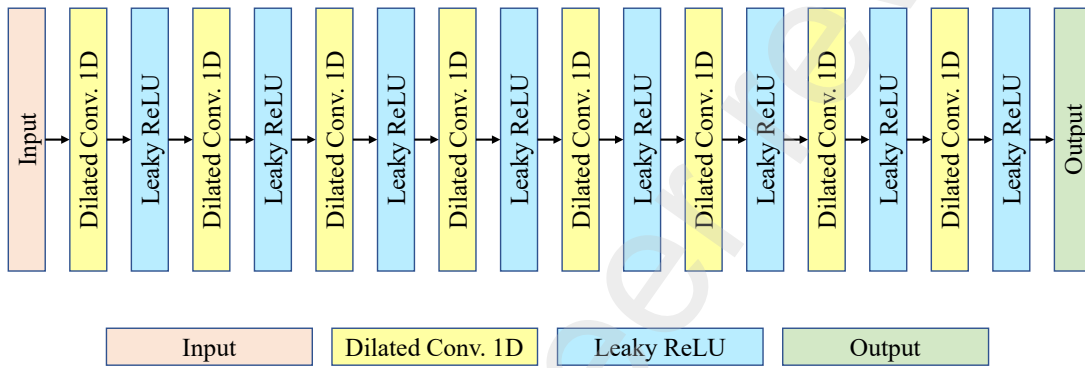 Input
Dilated Conv. 1D
Leaky ReLU
Dilated Conv. 1D
Leaky ReLU
Dilated Conv. 1D
Leaky ReLU
Dilated Conv. 1D
Leaky ReLU
Dilated Conv. 1D
Leaky ReLU
Dilated Conv. 1D
Leaky ReLU
Dilated Conv. 1D
Leaky ReLU
Dilated Conv. 1D
Leaky ReLU
Output
Input
Dilated Conv. 1D
Leaky ReLU
Output